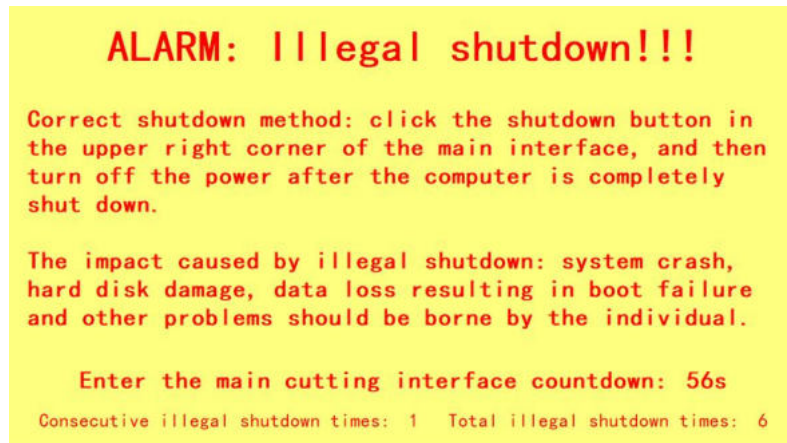 ALARM: Illegal shutdown!!!
Correct shutdown method: click the shutdown button in
the upper right corner of the main interface, and then
turn off the power after the computer is completely
shut down.
The impact caused by illegal shutdown: system crash,
hard disk damage, data loss resulting in boot failure
and other problems should be borne by the individual.
Enter the main cutting interface countdown: 56s
Consecutive illegal shutdown times: 1 Total illegal shutdown times: 6